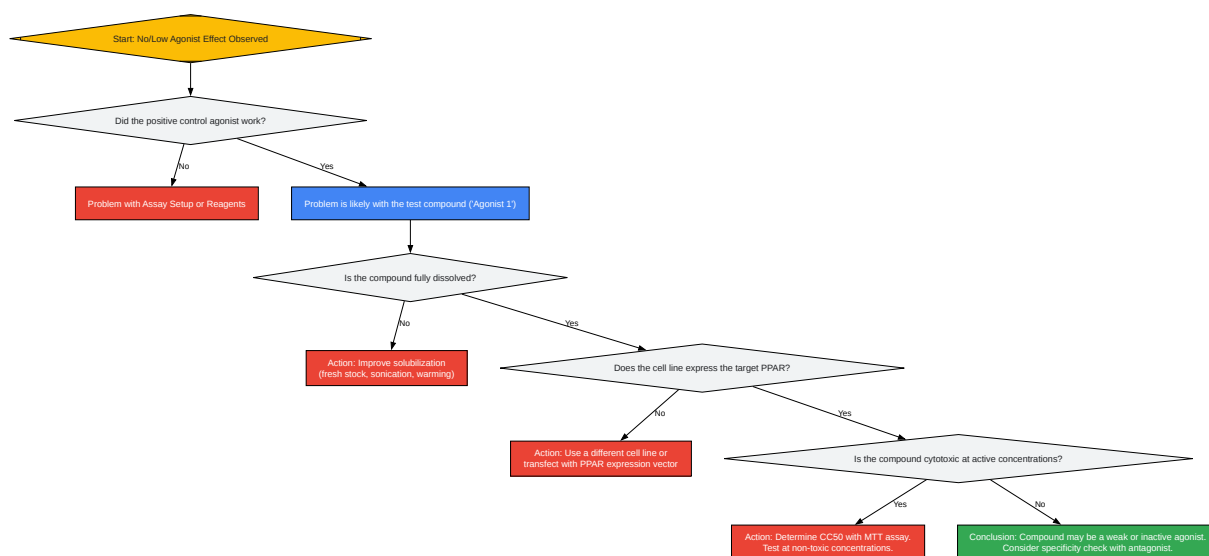 Start: No/Low Agonist Effect Observed
Did the positive control agonist work?
No
Yes
Problem with Assay Setup or Reagents
Problem is likely with the test compound ('Agonist 1')
Is the compound fully dissolved?
No
Yes
Action: Improve solubilization
(fresh stock, sonication, warming)
Does the cell line express the target PPAR?
No
Yes
Action: Use a different cell line or
transfect with PPAR expression vector
Is the compound cytotoxic at active concentrations?
Yes
No
Action: Determine CC50 with MTT assay.
Test at non-toxic concentrations.
Conclusion: Compound may be a weak or inactive agonist.
Consider specificity check with antagonist.